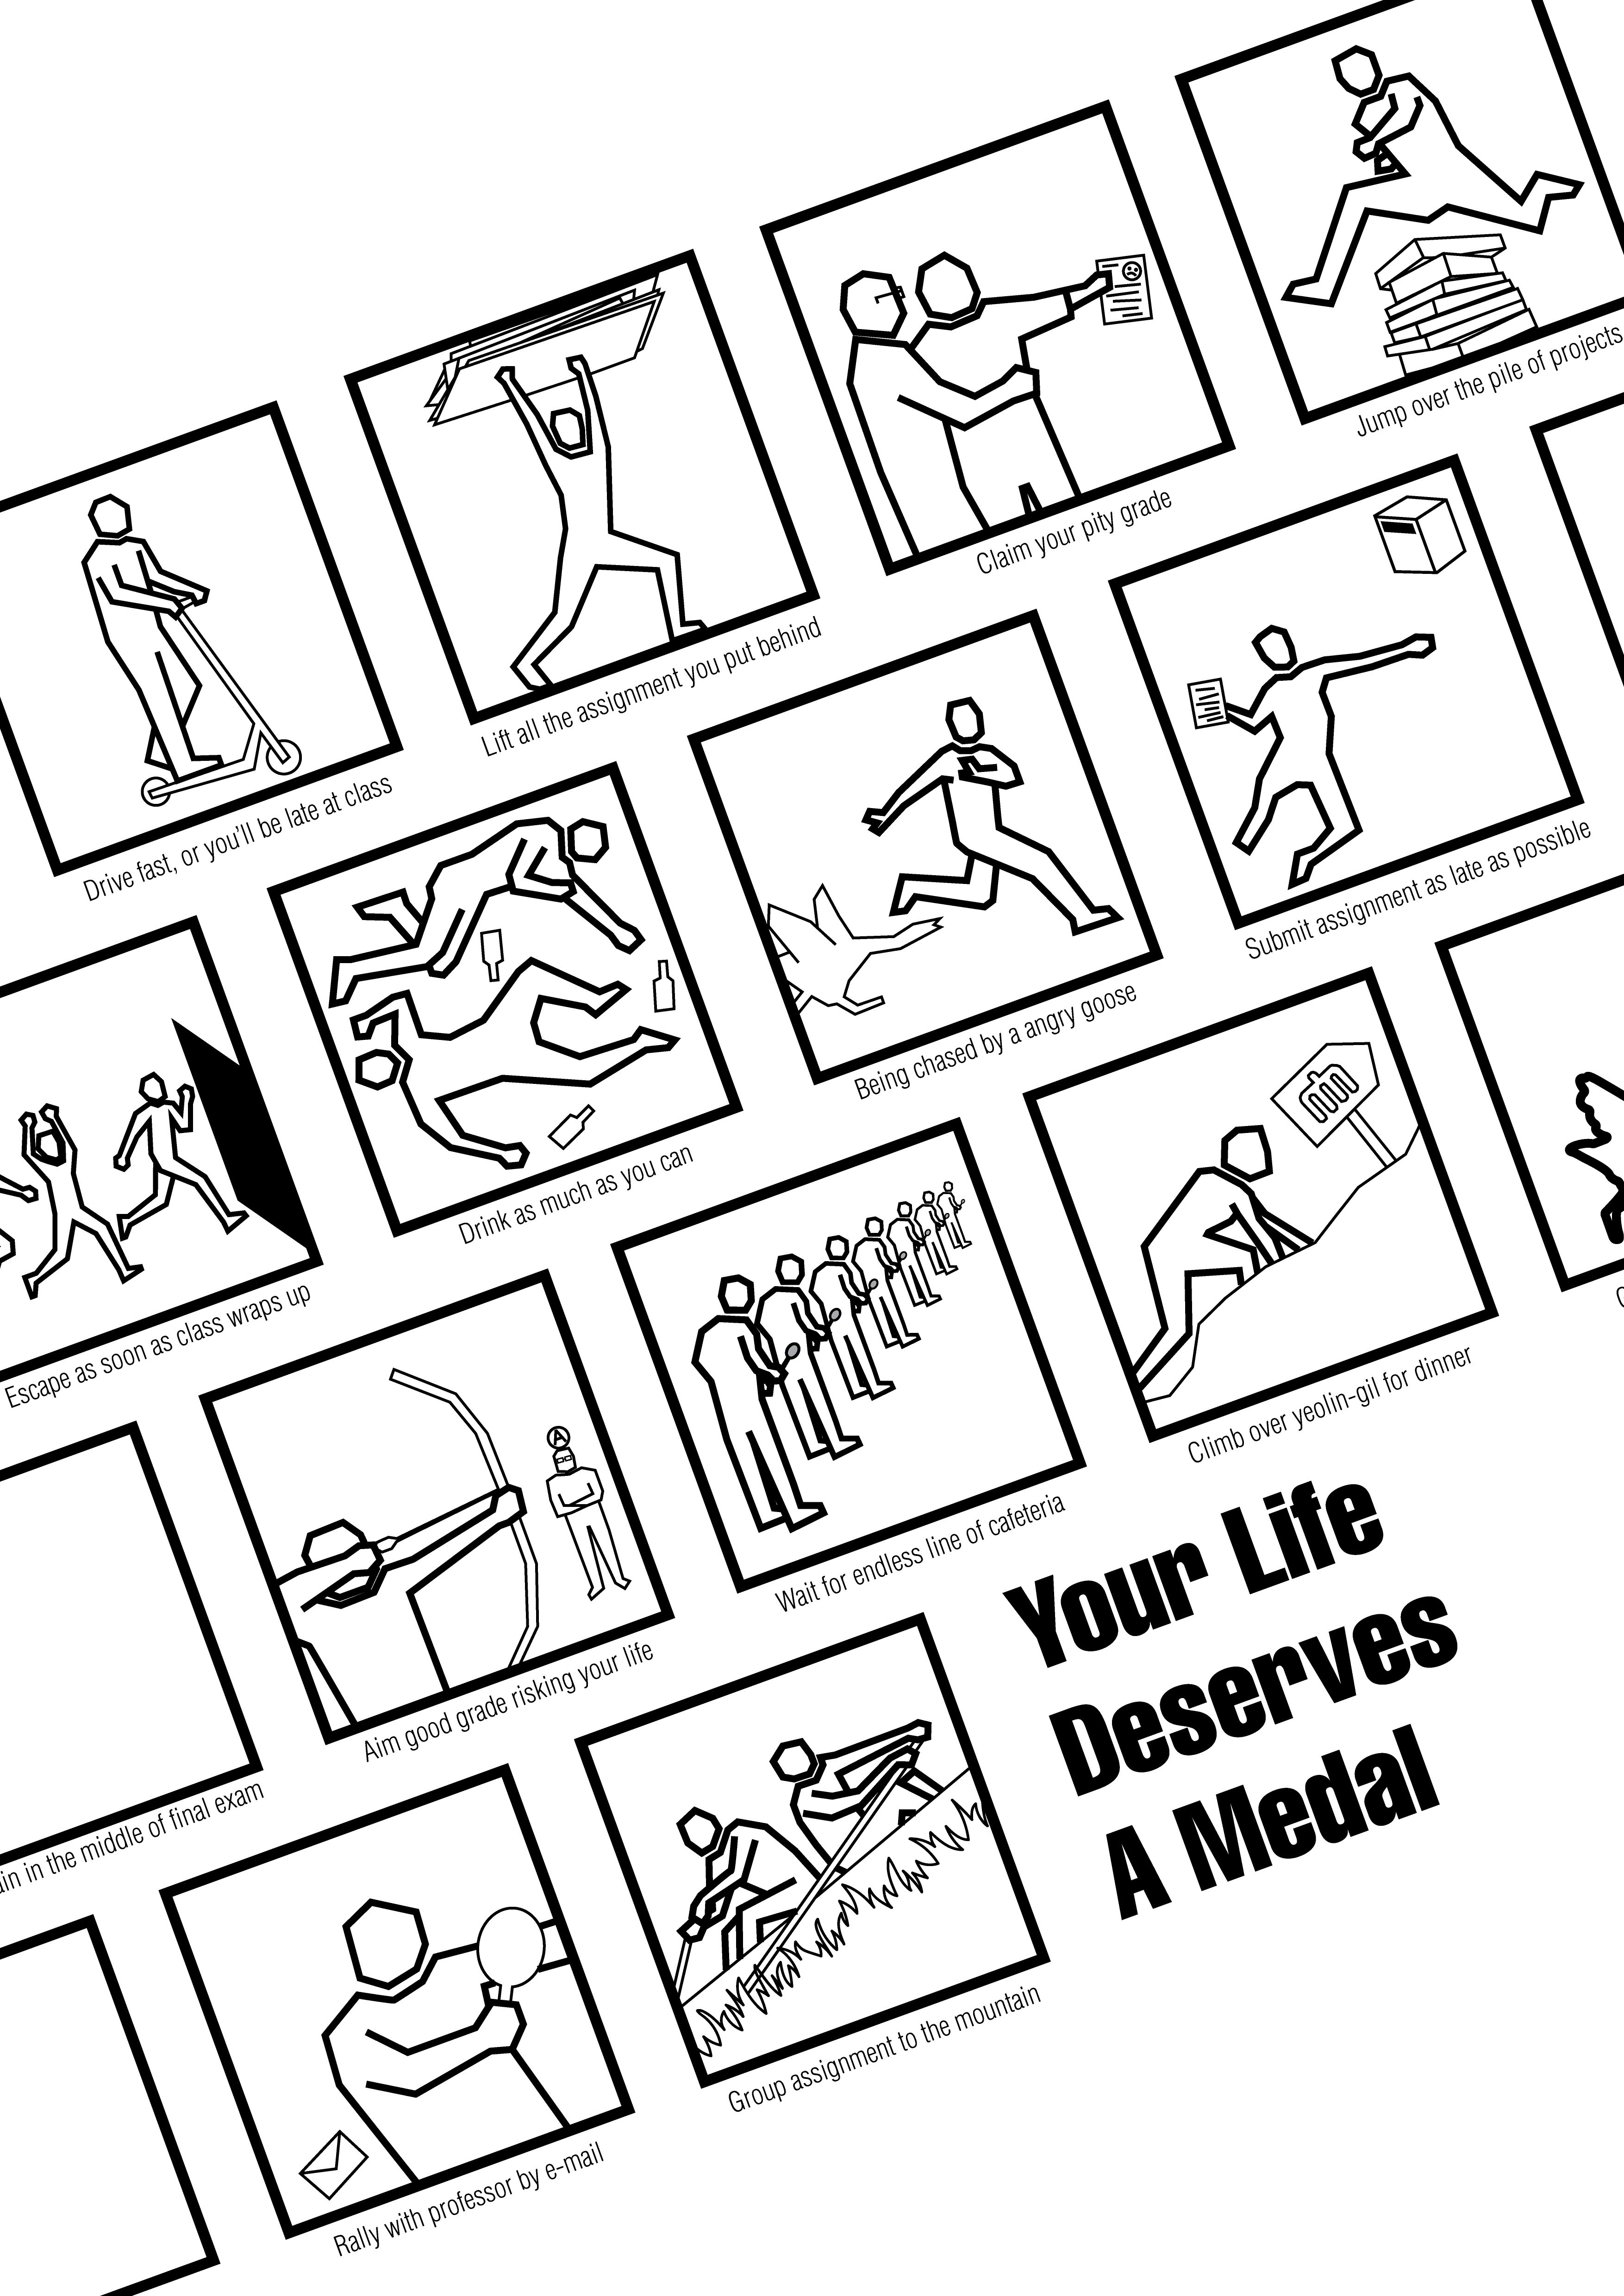 Jump over the pile of projects
Claim your pity grade
Lift all the assignment you put behind
Drive fast, or you'll be late at class
Submit assignment as late as possible
Being chased by a angry goose
Drink as much as you can
Escape as soon as class wraps up
Climb over yeolin-gil for dinner
Wait for endless line of cafeteria
A
Aim good grade risking your life
in the middle of final exam
Group assignment to the mountain
Rally with professor by e-mail
Your Life
Deserves
A Medal